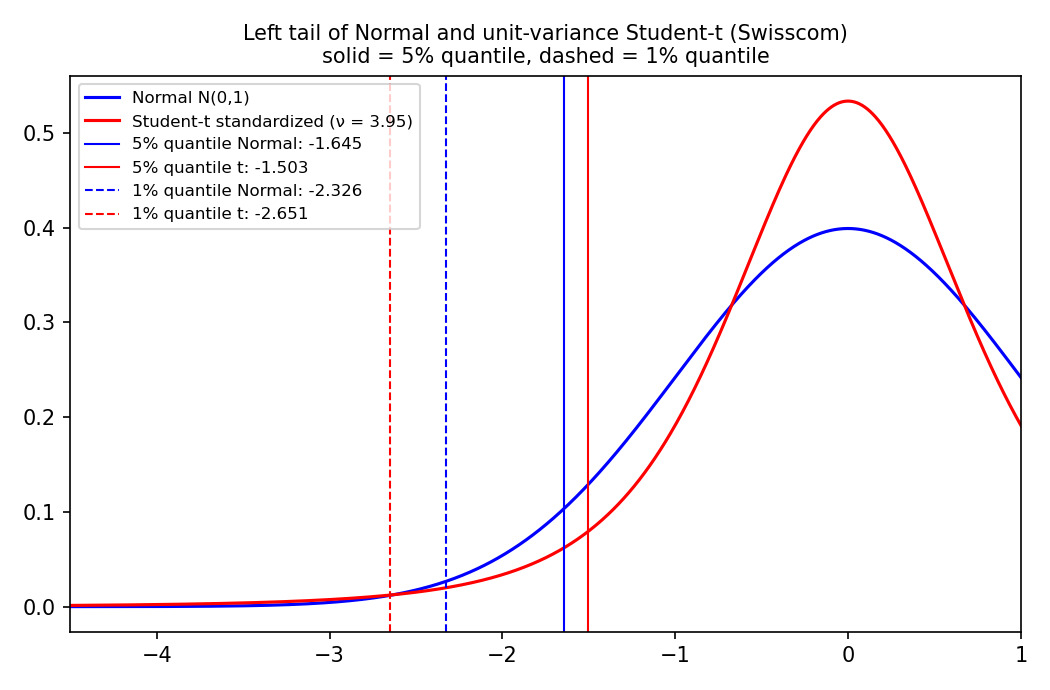 Left tail of Normal and unit-variance Student-t (Swisscom)
solid = 5% quantile, dashed = 1% quantile
Normal N(0,1)
Student-t standardized (ν = 3.95)
5% quantile Normal: -1.645
5% quantile t: -1.503
1% quantile Normal: -2.326
1% quantile t: -2.651
0.5
0.4
0.3
0.2
0.1
0.0
−4
−3
−2
−1
0
1